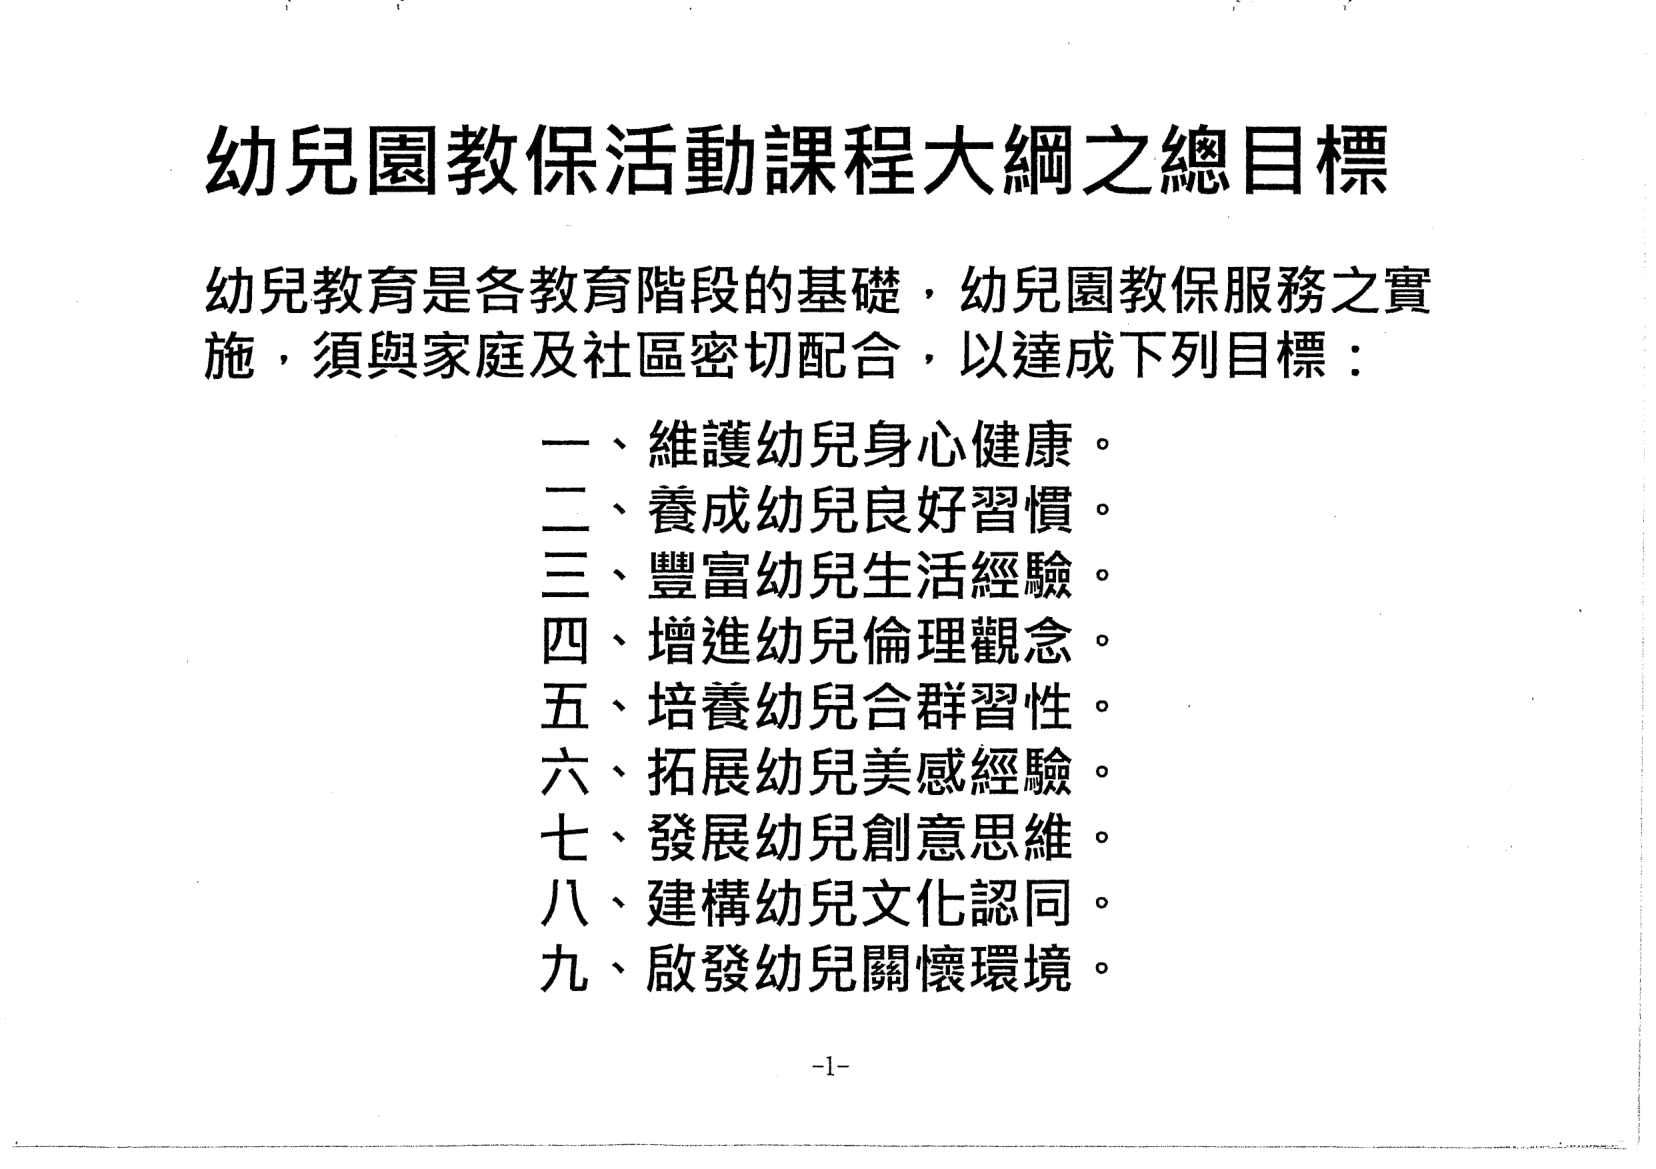 幼兒園教保活動課程大綱之總目標
幼兒教育是各教育階段的基礎，幼兒園教保服務之實
施，須與家庭及社區密切配合，以達成下列目標：
一、維護幼兒身心健康。
二、養成幼兒良好習慣。
三、豐富幼兒生活經驗。
四、增進幼兒倫理觀念。
五、培養幼兒合群習性。
六、拓展幼兒美感經驗。
七、發展幼兒創意思維。
八、建構幼兒文化認同。
九、啟發幼兒關懷環境。
-1-